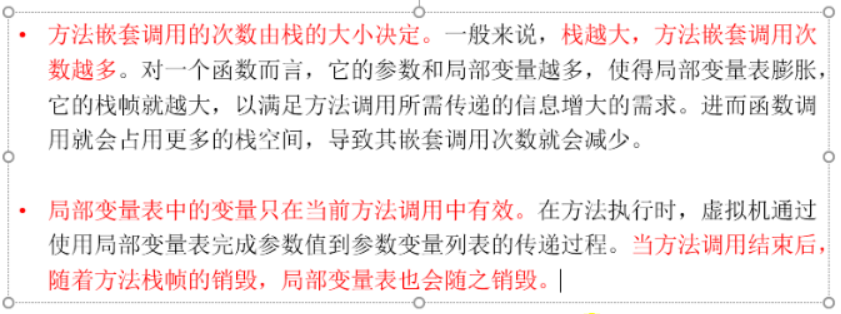 • 方法嵌套调用的次数由栈的大小决定。一般来说，栈越大，方法嵌套调用次
数越多。对一个函数而言，它的参数和局部变量越多，使得局部变量表膨胀，
它的栈帧就越大，以满足方法调用所需传递的信息增大的需求。进而函数调
用就会占用更多的栈空间，导致其嵌套调用次数就会减少。
• 局部变量表中的变量只在当前方法调用中有效。在方法执行时，虚拟机通过
使用局部变量表完成参数值到参数变量列表的传递过程。当方法调用结束后，
随着方法栈帧的销毁，局部变量表也会随之销毁。